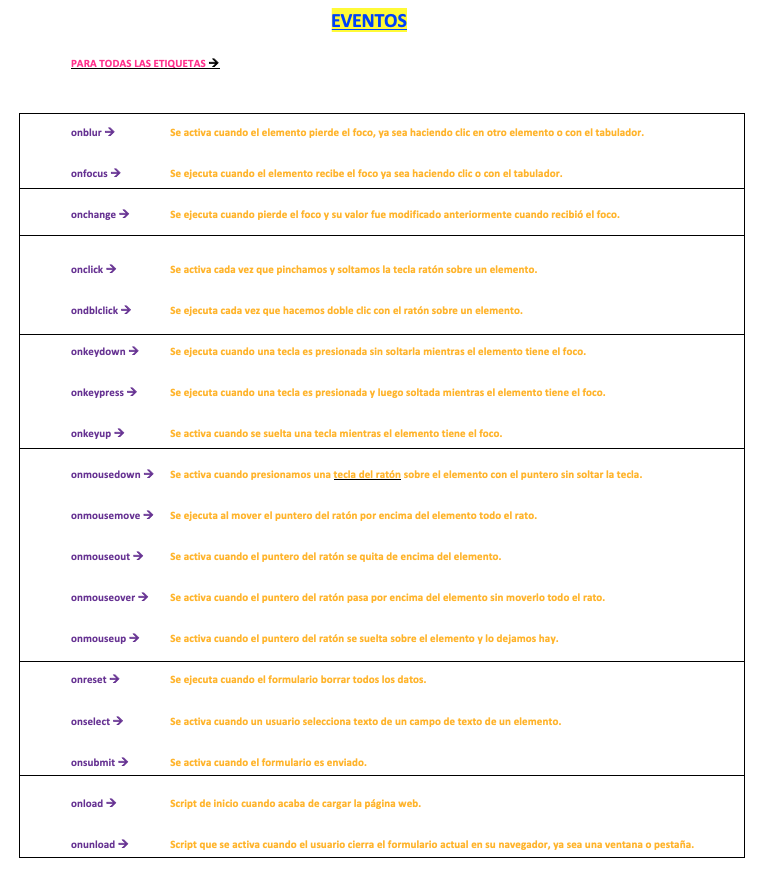 EVENTOS
PARA TODAS LAS ETIQUETAS →
onblur → Se activa cuando el elemento pierde el foco, ya sea haciendo clic en otro elemento o con el tabulador.
onfocus → Se ejecuta cuando el elemento recibe el foco ya sea haciendo clic o con el tabulador.
onchange → Se ejecuta cuando pierde el foco y su valor fue modificado anteriormente cuando recibió el foco.
onclick → Se activa cada vez que pinchamos y soltamos la tecla ratón sobre un elemento.
ondblclick → Se ejecuta cada vez que hacemos doble clic con el ratón sobre un elemento.
onkeydown → Se ejecuta cuando una tecla es presionada sin soltarla mientras el elemento tiene el foco.
onkeypress → Se ejecuta cuando una tecla es presionada y luego soltada mientras el elemento tiene el foco.
onkeyup → Se activa cuando se suelta una tecla mientras el elemento tiene el foco.
onmousedown → Se activa cuando presionamos una tecla del ratón sobre el elemento con el puntero sin soltar la tecla.
onmousemove → Se ejecuta al mover el puntero del ratón por encima del elemento todo el rato.
onmouseout → Se activa cuando el puntero del ratón se quita de encima del elemento.
onmouseover → Se activa cuando el puntero del ratón pasa por encima del elemento sin moverlo todo el rato.
onmouseup → Se activa cuando el puntero del ratón se suelta sobre el elemento y lo dejamos hay.
onreset → Se ejecuta cuando el formulario borrar todos los datos.
onselect → Se activa cuando un usuario selecciona texto de un campo de texto de un elemento.
onsubmit → Se activa cuando el formulario es enviado.
onload → Script de inicio cuando acaba de cargar la página web.
onunload → Script que se activa cuando el usuario cierra el formulario actual en su navegador, ya sea una ventana o pestaña.